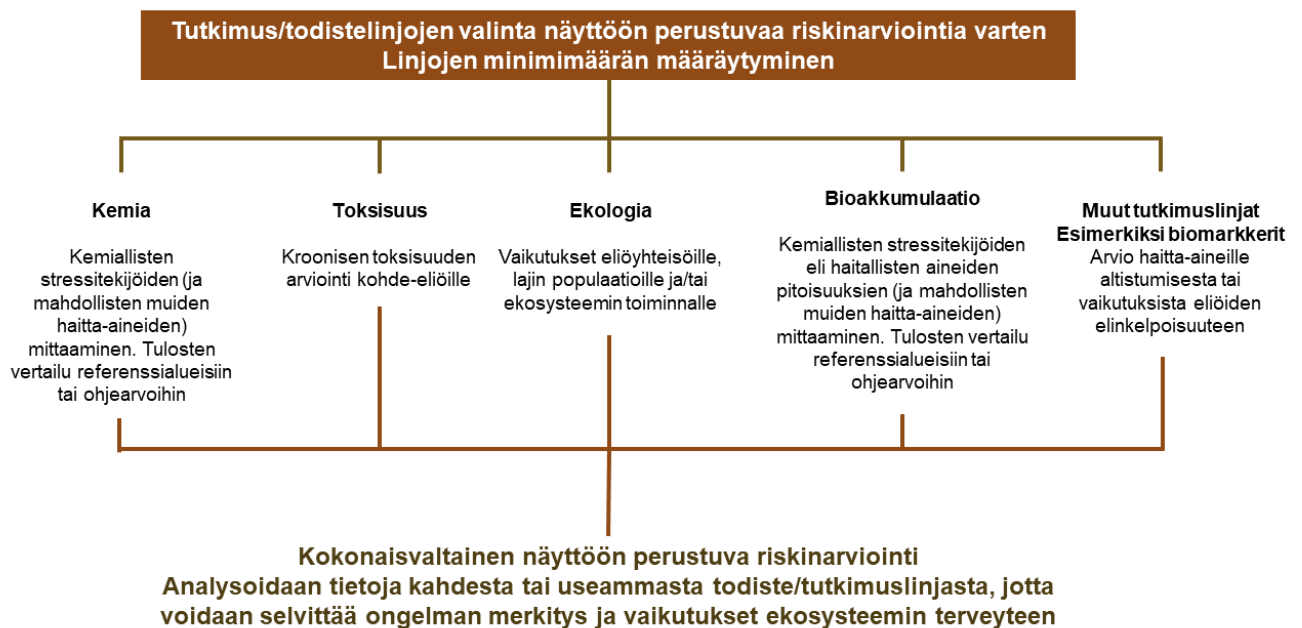 Tutkimus/todistelinjojen valinta näyttöön perustuvaa riskinarviointia varten
Linjojen minimimäärän määräytyminen
Kemia
Kemiallisten
stressitekijöiden (ja
mahdollisten muiden
haitta-aineiden)
mittaaminen. Tulosten
vertailu referenssialueisiin
tai ohjearvoihin
Toksisuus
Kroonisen toksisuuden
arviointi kohde-eliöille
Ekologia
Vaikutukset eliöyhteisöille,
lajin populaatioille ja/tai
ekosysteemin toiminnalle
Bioakkumulaatio
Kemiallisten stressitekijöiden
eli haitallisten aineiden
pitoisuuksien (ja mahdollisten
muiden haitta-aineiden)
mittaaminen. Tulosten vertailu
referenssialueisiin tai
ohjearvoihin
Muut tutkimuslinjat
Esimerkiksi biomarkkerit
Arvio haitta-aineille
altistumisesta tai
vaikutuksista eliöiden
elinkelpoisuuteen
Kokonaisvaltainen näyttöön perustuva riskinarviointi
Analysoidaan tietoja kahdesta tai useammasta todiste/tutkimuslinjasta, jotta
voidaan selvittää ongelman merkitys ja vaikutukset ekosysteemin terveyteen